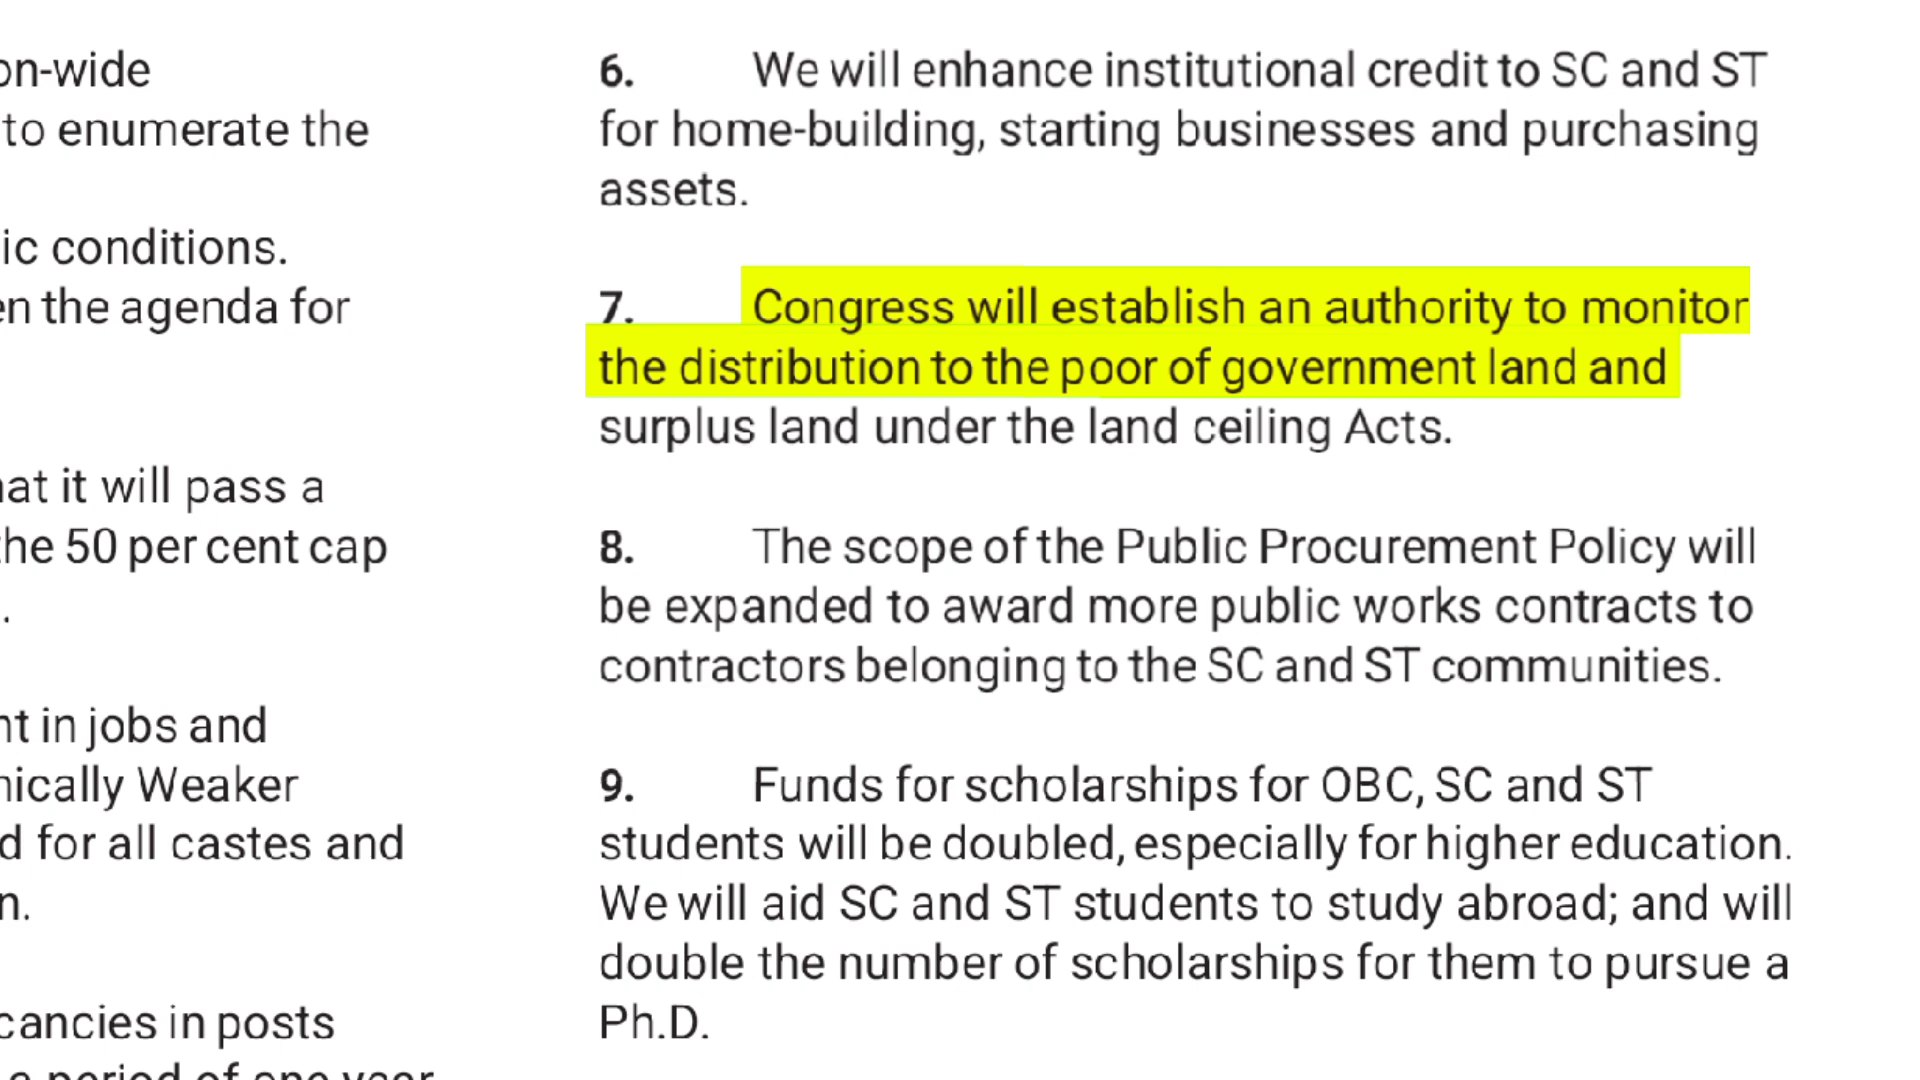 on-wide
to enumerate the
ic conditions.
en the agenda for
at it will pass a
the 50 per cent cap
.
nt in jobs and
nically Weaker
d for all castes and
n.
cancies in posts
a period of one year
6. We will enhance institutional credit to SC and ST
for home-building, starting businesses and purchasing
assets.
7. Congress will establish an authority to monitor
the distribution to the poor of government land and
surplus land under the land ceiling Acts.
8. The scope of the Public Procurement Policy will
be expanded to award more public works contracts to
contractors belonging to the SC and ST communities.
9. Funds for scholarships for OBC, SC and ST
students will be doubled, especially for higher education.
We will aid SC and ST students to study abroad; and will
double the number of scholarships for them to pursue a
Ph.D.